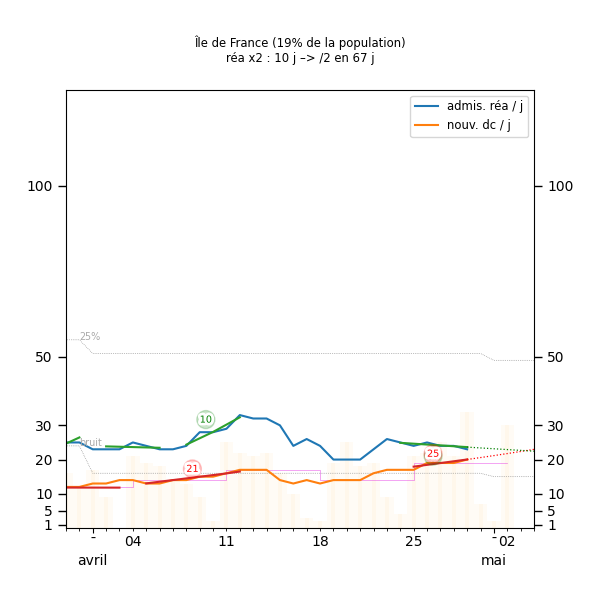 Île de France (19% de la population)
réa x2 : 10 j –> /2 en 67 j
admis. réa / j
nouv. dc / j
100
100
25%
50
50
30
30
10
bruit
25
21
20
20
10
10
5
5
1
1
- 04 11 18 25 - 02
avril mai